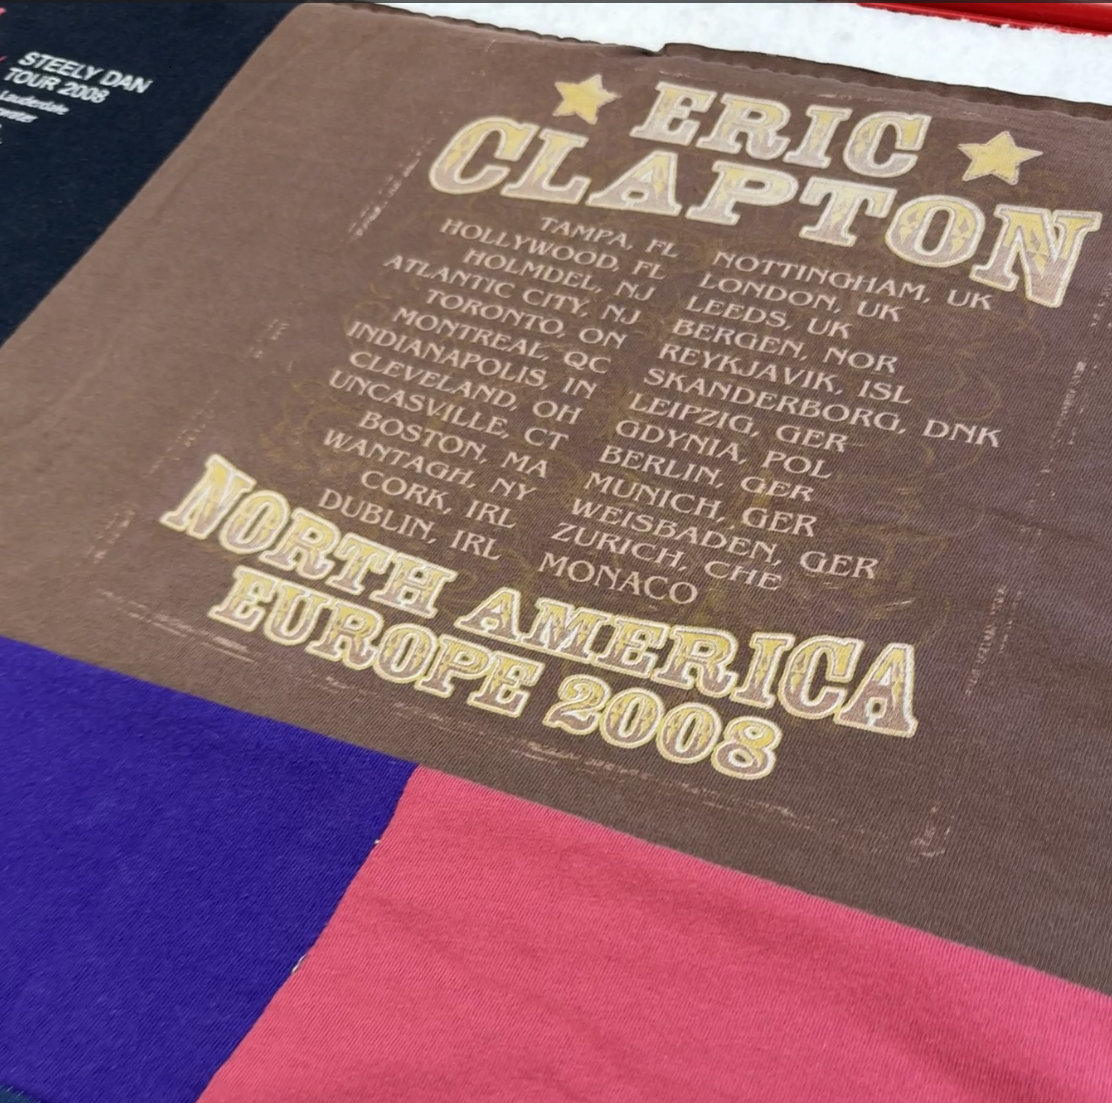 STEELY DAN
TOUR 2008
Lauderdale
ERIC
CLAPTON
TAMPA, FL
HOLLYWOOD, FL
HOLMDEL, NJ
ATLANTIC CITY, NJ
TORONTO, ON
MONTREAL, QC
INDIANAPOLIS, IN
CLEVELAND, OH
UNCASVILLE, CT
BOSTON, MA
WANTAGH, NY
CORK, IRL
DUBLIN, IRL
NOTTINGHAM, UK
LONDON, UK
LEEDS, UK
BERGEN, NOR
REYKJAVIK, ISL
SKANDERBORG, DNK
LEIPZIG, GER
GDYNIA, POL
BERLIN, GER
MUNICH, GER
WEISBADEN, GER
ZURICH, CHE
MONACO
NORTH AMERICA
EUROPE 2008